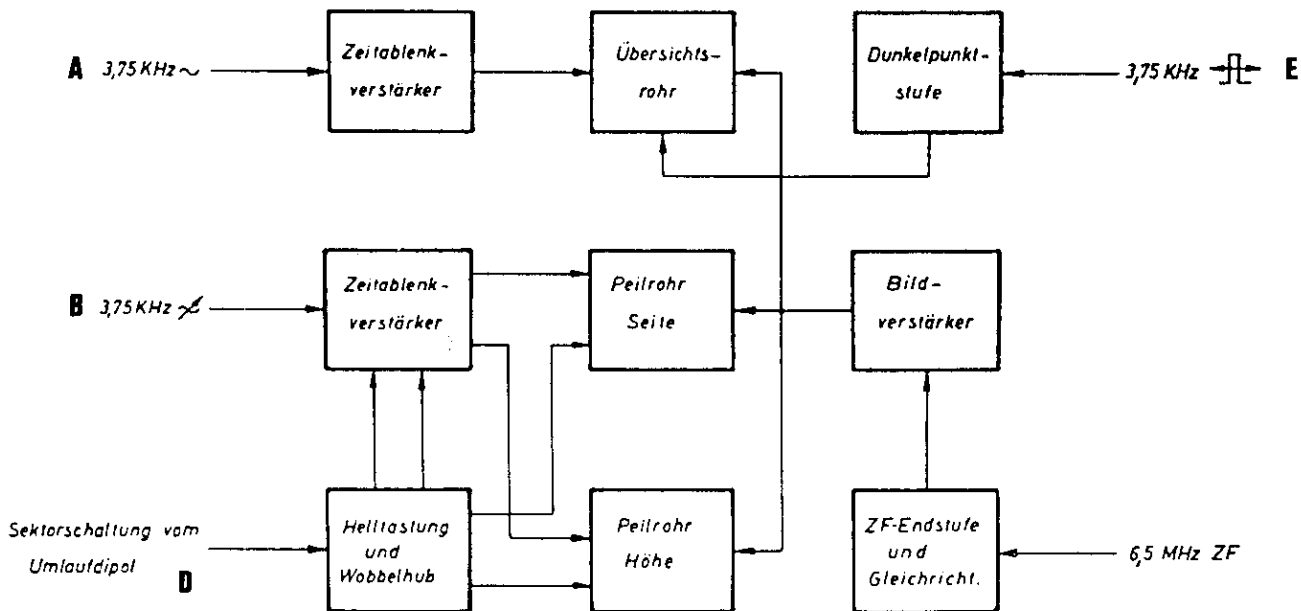 A 3,75 KHz ~
Zeitablenk-
verstärker
Übersichts-
rohr
Dunkelpunkt-
stufe
3,75 KHz E
B 3,75 KHz
Zeitablenk-
verstärker
Peilrohr
Seite
Bild-
verstärker
Sektorschaltung vom
Umlaufdipol D
Helltastung
und
Wobbelhub
Peilrohr
Höhe
ZF-Endstufe
und
Gleichricht.
6,5 MHz ZF